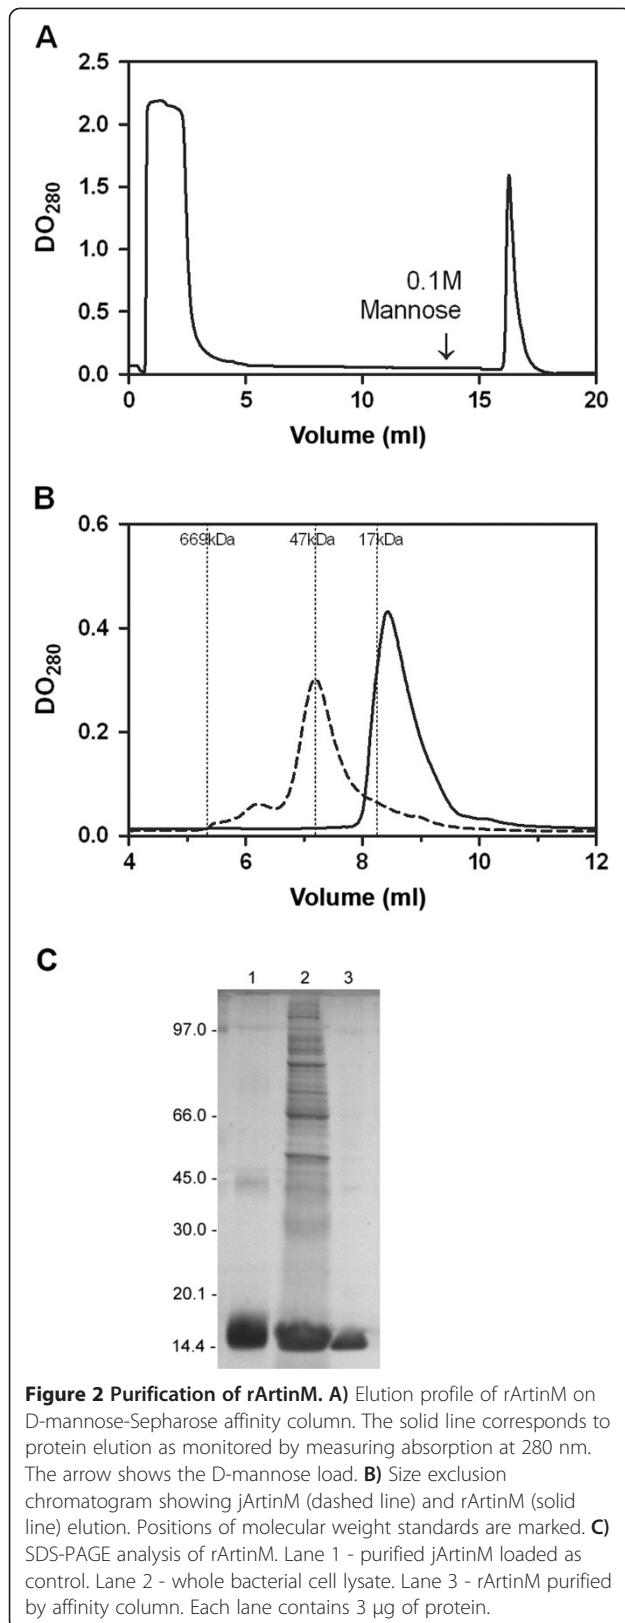 A
2.5
2.0
1.5
1.0
0.5
0.0
DO280
0.1M
Mannose
0 5 10 15 20
Volume (ml)
B
0.6
0.4
0.2
0.0
DO280
669kDa 47kDa 17kDa
4 6 8 10 12
Volume (ml)
C
1 2 3
97.0 -
66.0 -
45.0 -
30.0 -
20.1 -
14.4 -
Figure 2 Purification of rArtinM. A) Elution profile of rArtinM on
D-mannose-Sepharose affinity column. The solid line corresponds to
protein elution as monitored by measuring absorption at 280 nm.
The arrow shows the D-mannose load. B) Size exclusion
chromatogram showing jArtinM (dashed line) and rArtinM (solid
line) elution. Positions of molecular weight standards are marked. C)
SDS-PAGE analysis of rArtinM. Lane 1 - purified jArtinM loaded as
control. Lane 2 - whole bacterial cell lysate. Lane 3 - rArtinM purified
by affinity column. Each lane contains 3 μg of protein.